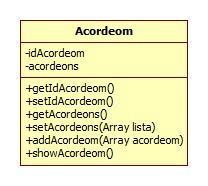 Acordeom
-idAcordeom
-acordeons
+getIdAcordeom()
+setIdAcordeom()
+getAcordeons()
+setAcordeons(Array lista)
+addAcordeom(Array acordeom)
+showAcordeom()